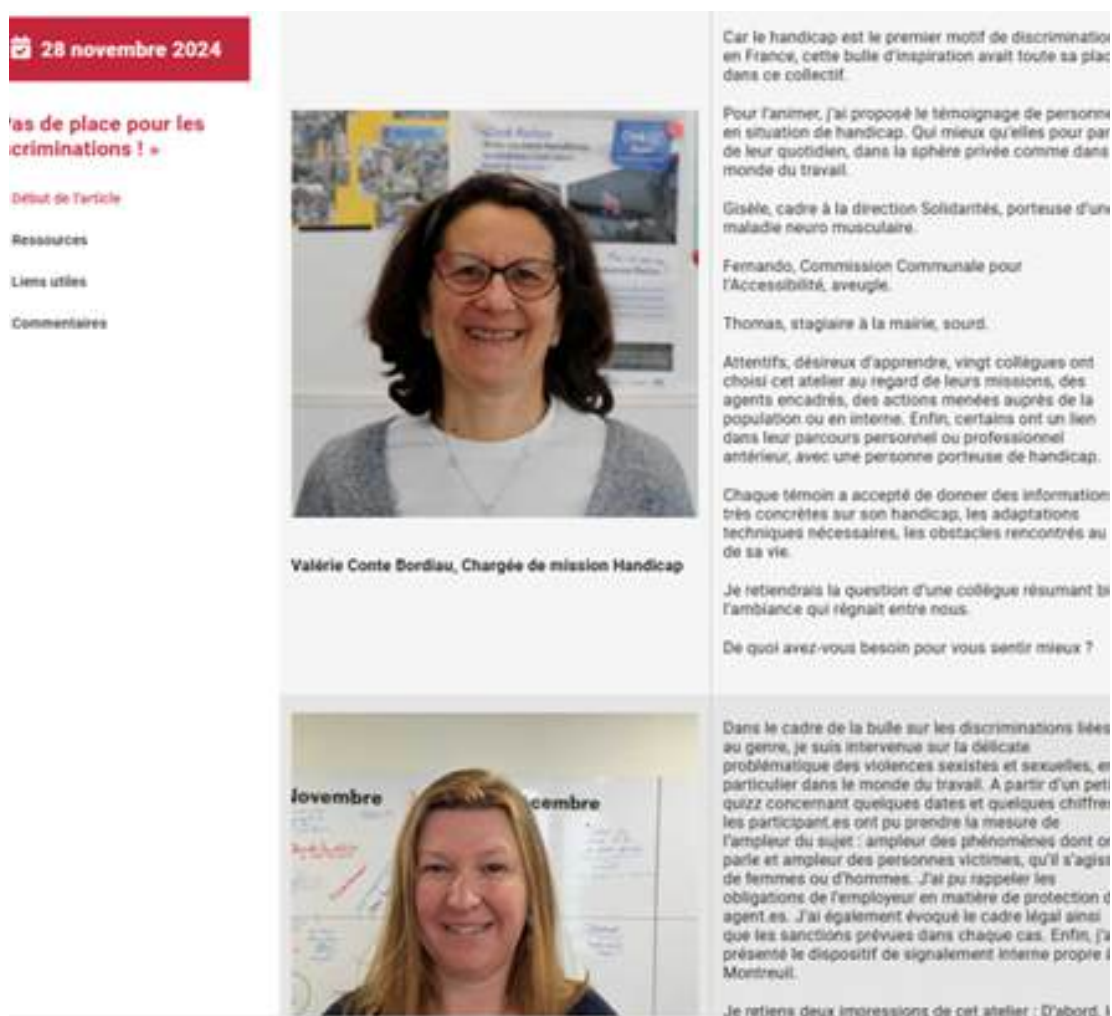 28 novembre 2024
as de place pour les
criminations ! »
Début de l'article
Ressources
Liens utiles
Commentaires
Valérie Conte Bordiau, Chargée de mission Handicap
Car le handicap est le premier motif de discrimination
en France, cette bulle d'inspiration avait toute sa plac
dans ce collectif.
Pour l'animer, j'ai proposé le témoignage de personne
en situation de handicap. Qui mieux qu'elles pour par
de leur quotidien, dans la sphère privée comme dans
monde du travail.
Gisèle, cadre à la direction Solidarités, porteuse d'une
maladie neuro musculaire.
Fernando, Commission Communale pour
l'Accessibilité, aveugle.
Thomas, stagiaire à la mairie, sourd.
Attentifs, désireux d'apprendre, vingt collègues ont
choisi cet atelier au regard de leurs missions, des
agents encadrés, des actions menées auprès de la
population ou en interne. Enfin, certains ont un lien
dans leur parcours personnel ou professionnel
antérieur, avec une personne porteuse de handicap.
Chaque témoin a accepté de donner des informations
très concrètes sur son handicap, les adaptations
techniques nécessaires, les obstacles rencontrés au
de sa vie.
Je retiendrais la question d'une collègue résumant bi
l'ambiance qui régnait entre nous.
De quoi avez-vous besoin pour vous sentir mieux ?
Novembre
cembre
Dans le cadre de la bulle sur les discriminations liées
au genre, je suis intervenue sur la délicate
problématique des violences sexistes et sexuelles, en
particulier dans le monde du travail. A partir d'un petit
quizz concernant quelques dates et quelques chiffres
les participant.es ont pu prendre la mesure de
l'ampleur du sujet : ampleur des phénomènes dont on
parle et ampleur des personnes victimes, qu'il s'agiss
de femmes ou d'hommes. J'ai pu rappeler les
obligations de l'employeur en matière de protection d
agent.es. J'ai également évoqué le cadre légal ainsi
que les sanctions prévues dans chaque cas. Enfin, j'a
présenté le dispositif de signalement interne propre à
Montreuil.
Je retiens deux impressions de cet atelier : D'abord,